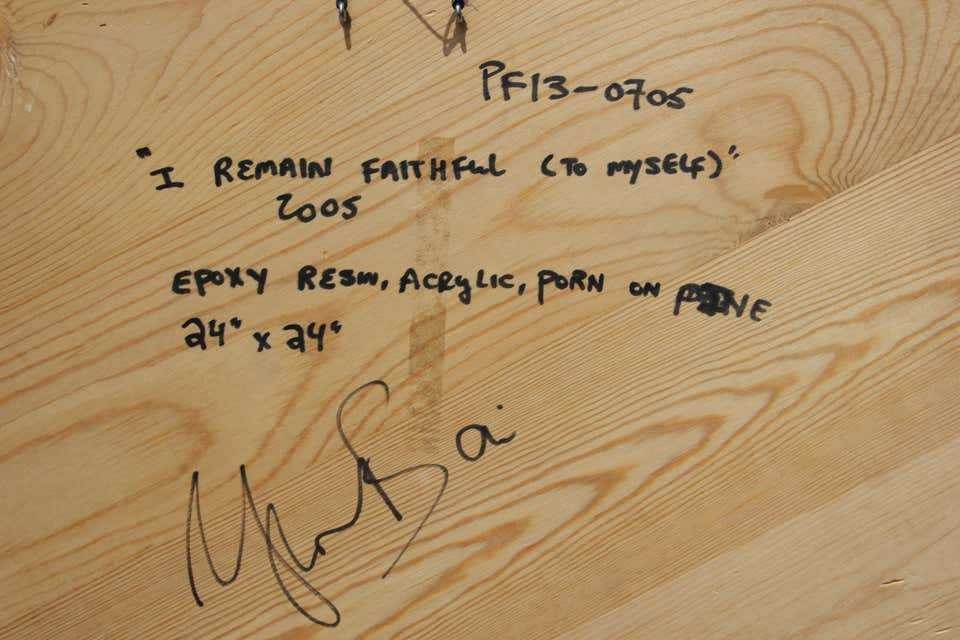 PF13-0705
"I REMAIN FAITHFUL (TO MYSELF)"
2005
EPOXY RESIN, ACRYLIC, PORN ON PINE
24" x 24"